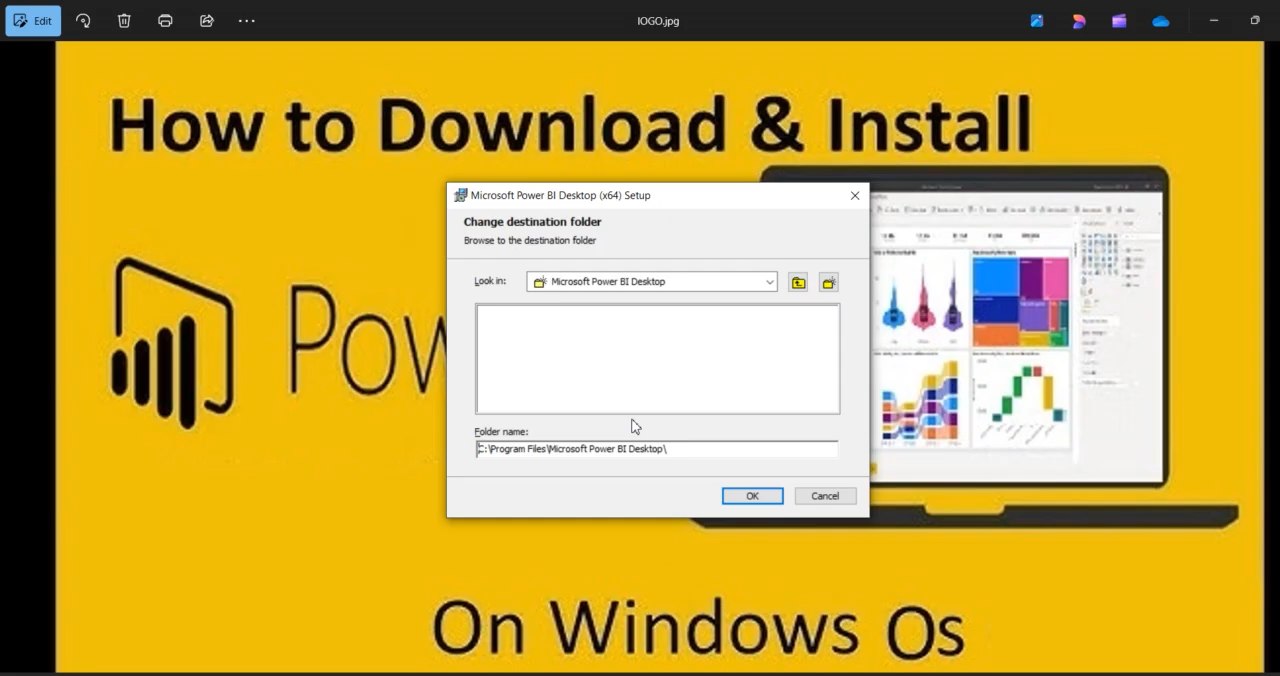 Edit
IOGO.jpg
How to Download & Install
Microsoft Power BI Desktop (x64) Setup
Change destination folder
Browse to the destination folder
Look in:
Microsoft Power BI Desktop
Pow
Folder name:
C:\Program Files\Microsoft Power BI Desktop\
OK
Cancel
On Windows Os